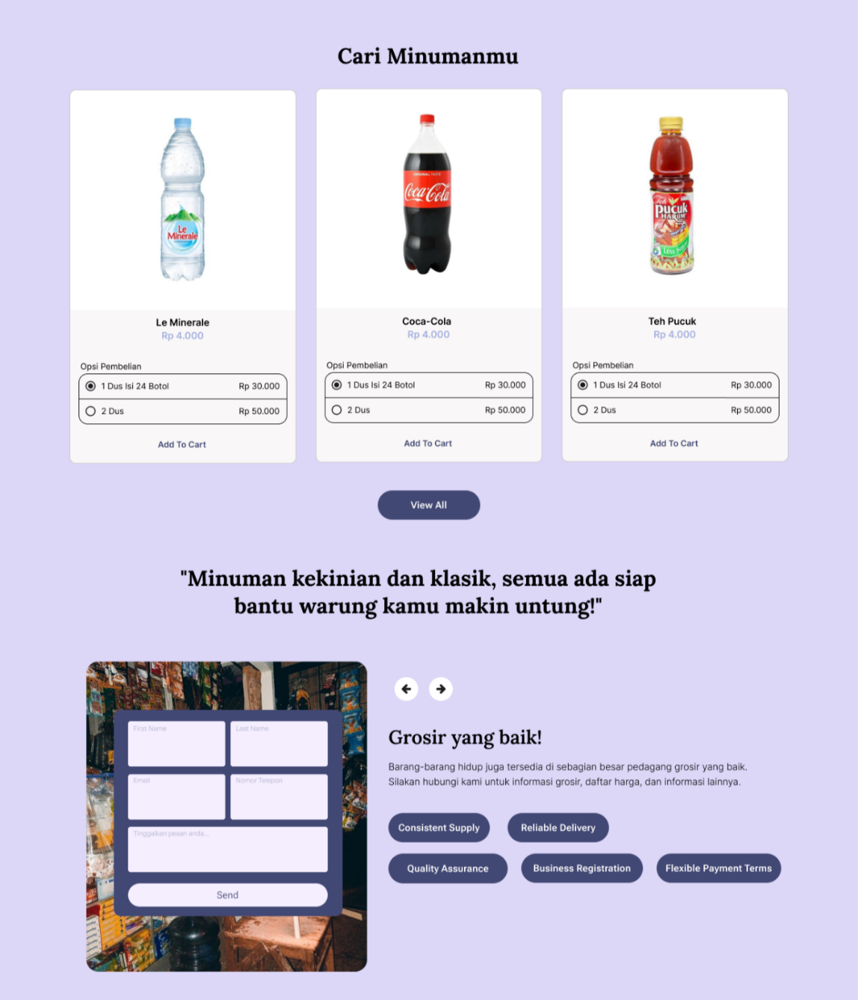 Cari Minumanmu
Le
Minerale
ORIGINAL TASTE
Coca-Cola
Teh
Pucuk
HARUM
Less Sugar
Le Minerale
Rp 4.000
Opsi Pembelian
1 Dus Isi 24 Botol Rp 30.000
2 Dus Rp 50.000
Add To Cart
Coca-Cola
Rp 4.000
Opsi Pembelian
1 Dus Isi 24 Botol Rp 30.000
2 Dus Rp 50.000
Add To Cart
Teh Pucuk
Rp 4.000
Opsi Pembelian
1 Dus Isi 24 Botol Rp 30.000
2 Dus Rp 50.000
Add To Cart
View All
"Minuman kekinian dan klasik, semua ada siap
bantu warung kamu makin untung!"
First Name Last Name
Email Nomor Telepon
Tinggalkan pesan anda...
Send
Grosir yang baik!
Barang-barang hidup juga tersedia di sebagian besar pedagang grosir yang baik.
Silakan hubungi kami untuk informasi grosir, daftar harga, dan informasi lainnya.
Consistent Supply Reliable Delivery
Quality Assurance Business Registration Flexible Payment Terms